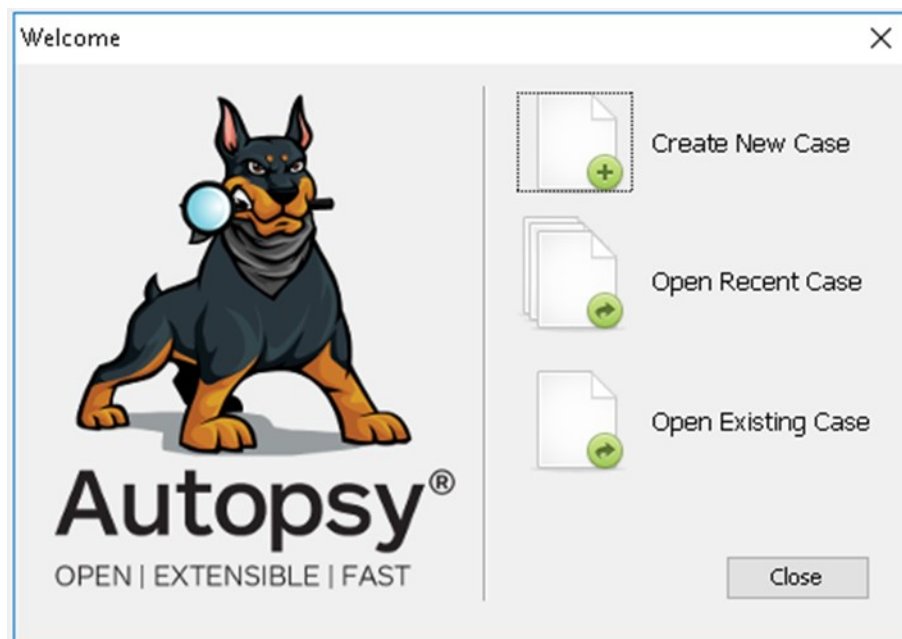 Welcome
Create New Case
Open Recent Case
Open Existing Case
Autopsy®
OPEN | EXTENSIBLE | FAST
Close